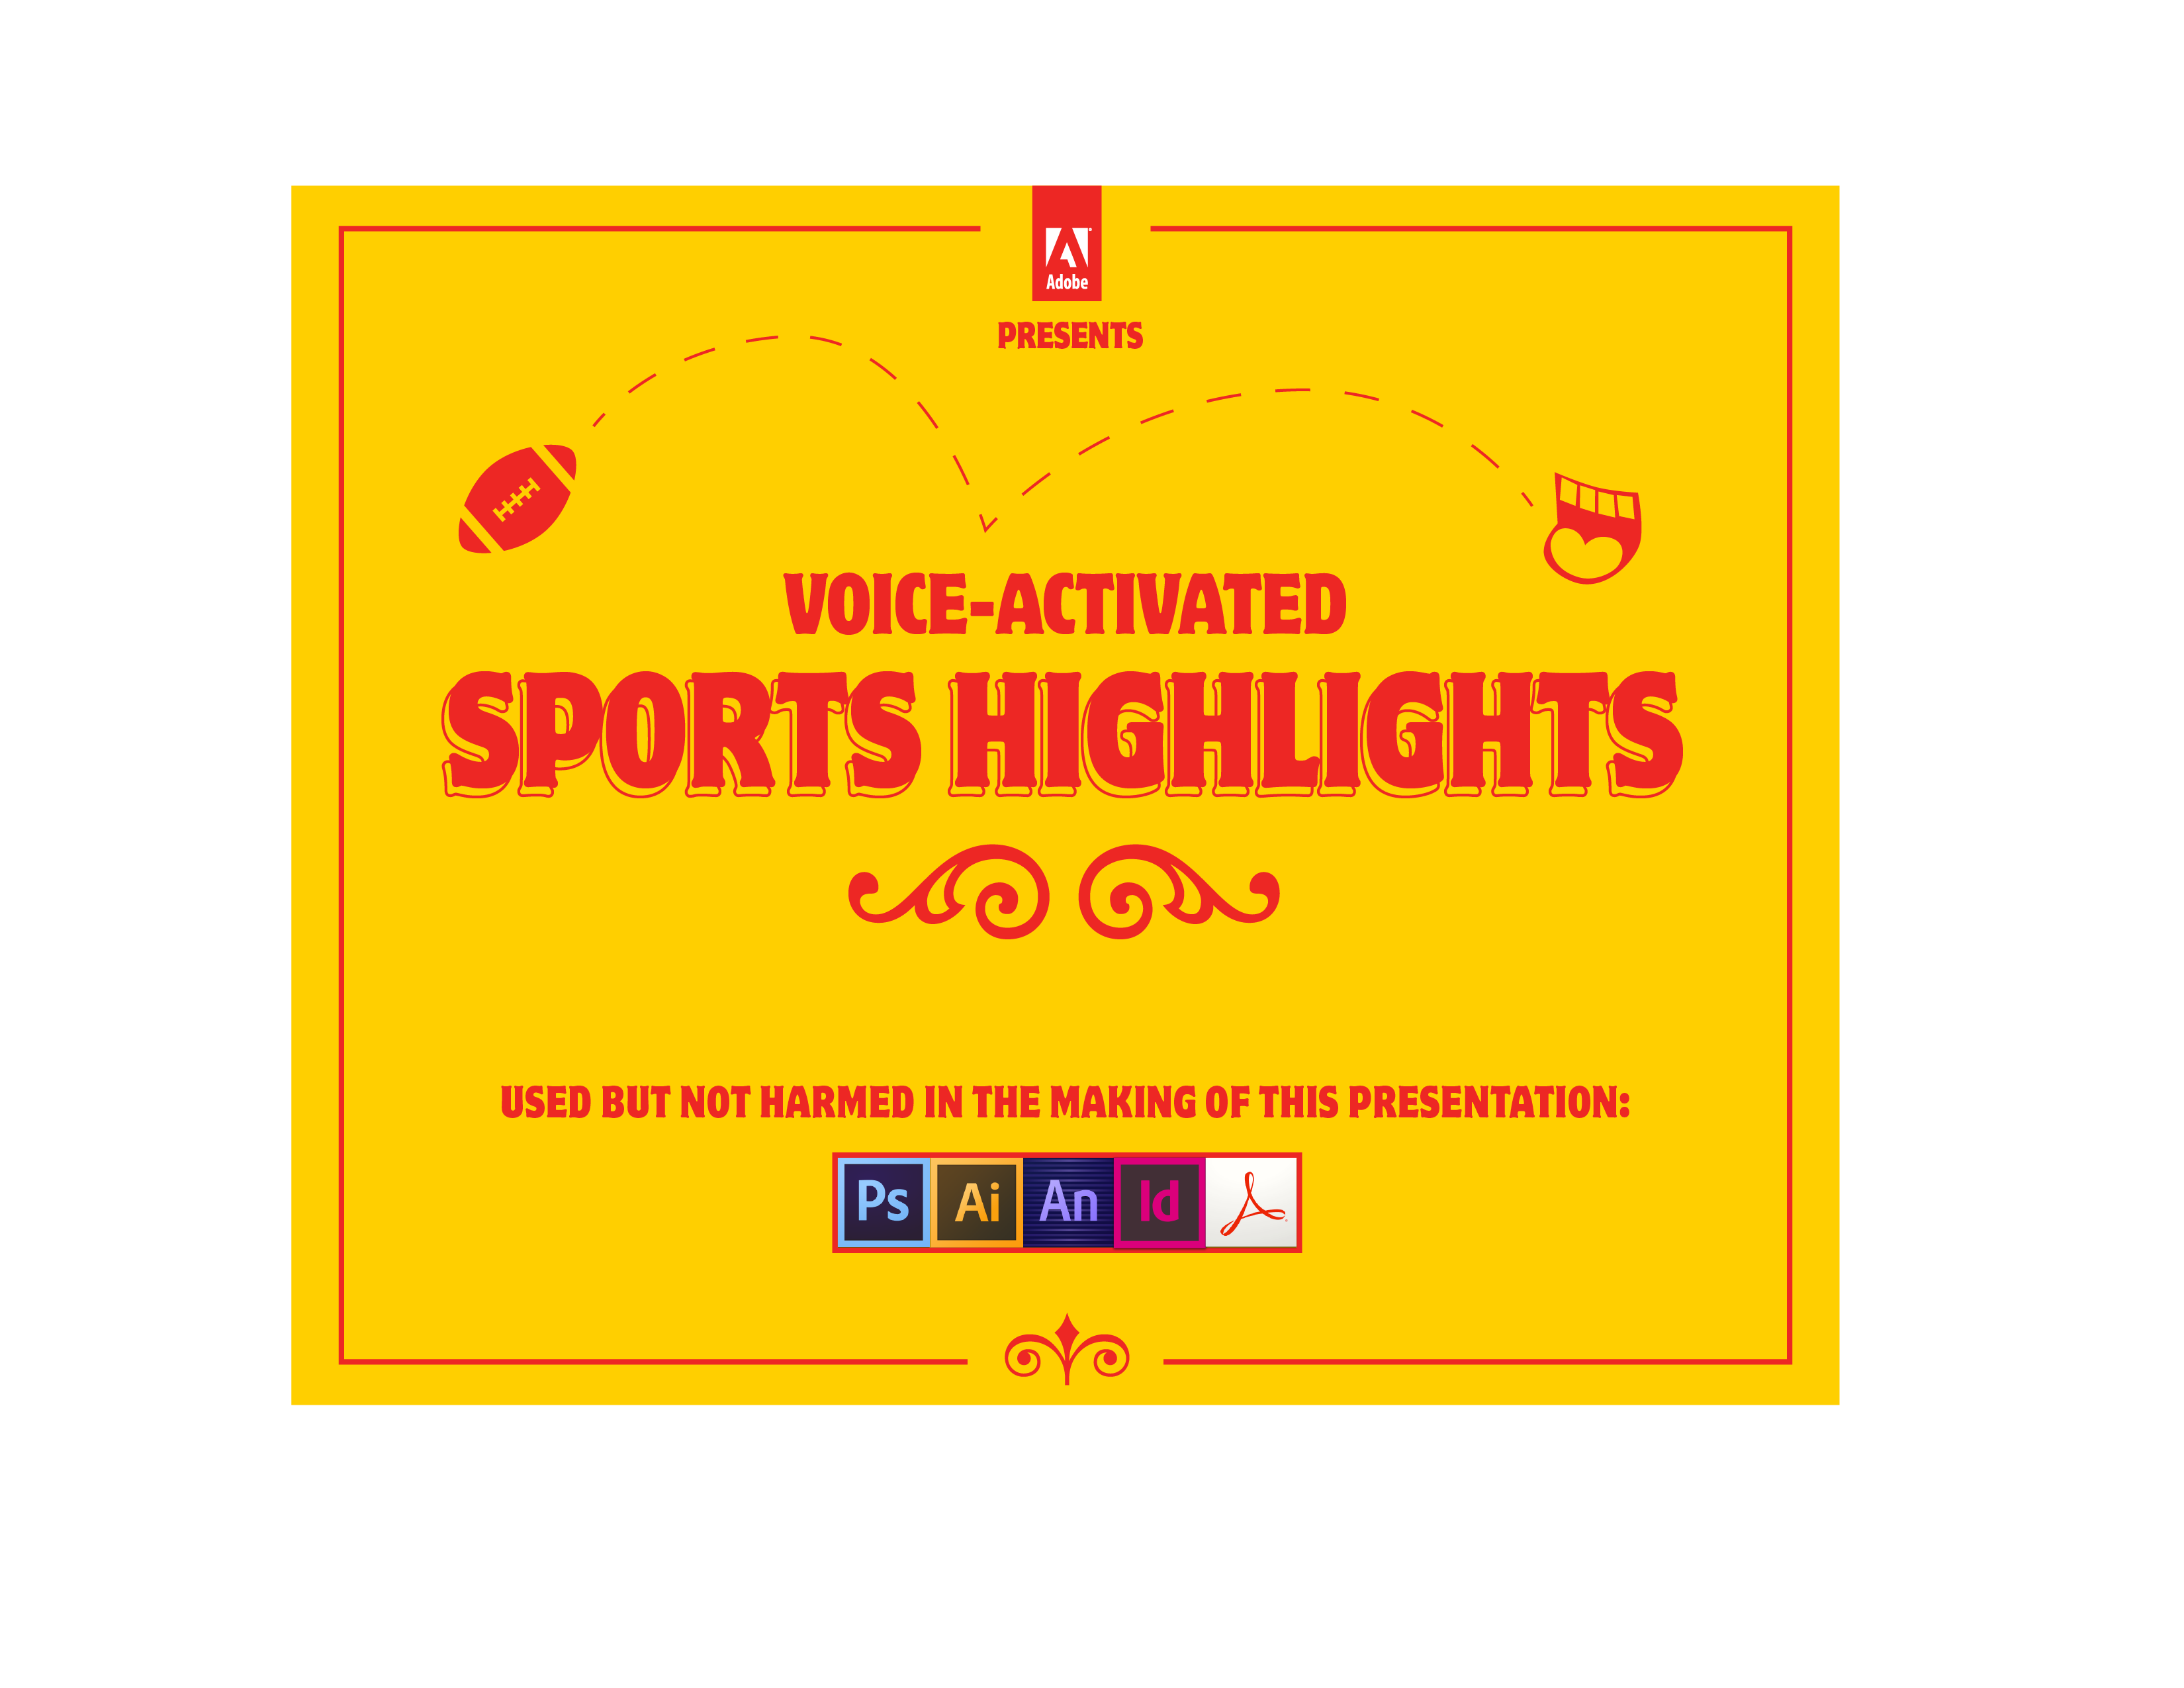 Adobe
PRESENTS
VOICE-ACTIVATED
SPORTS HIGHLIGHTS
USED BUT NOT HARMED IN THE MAKING OF THIS PRESENTATION:
Ps Ai An Id